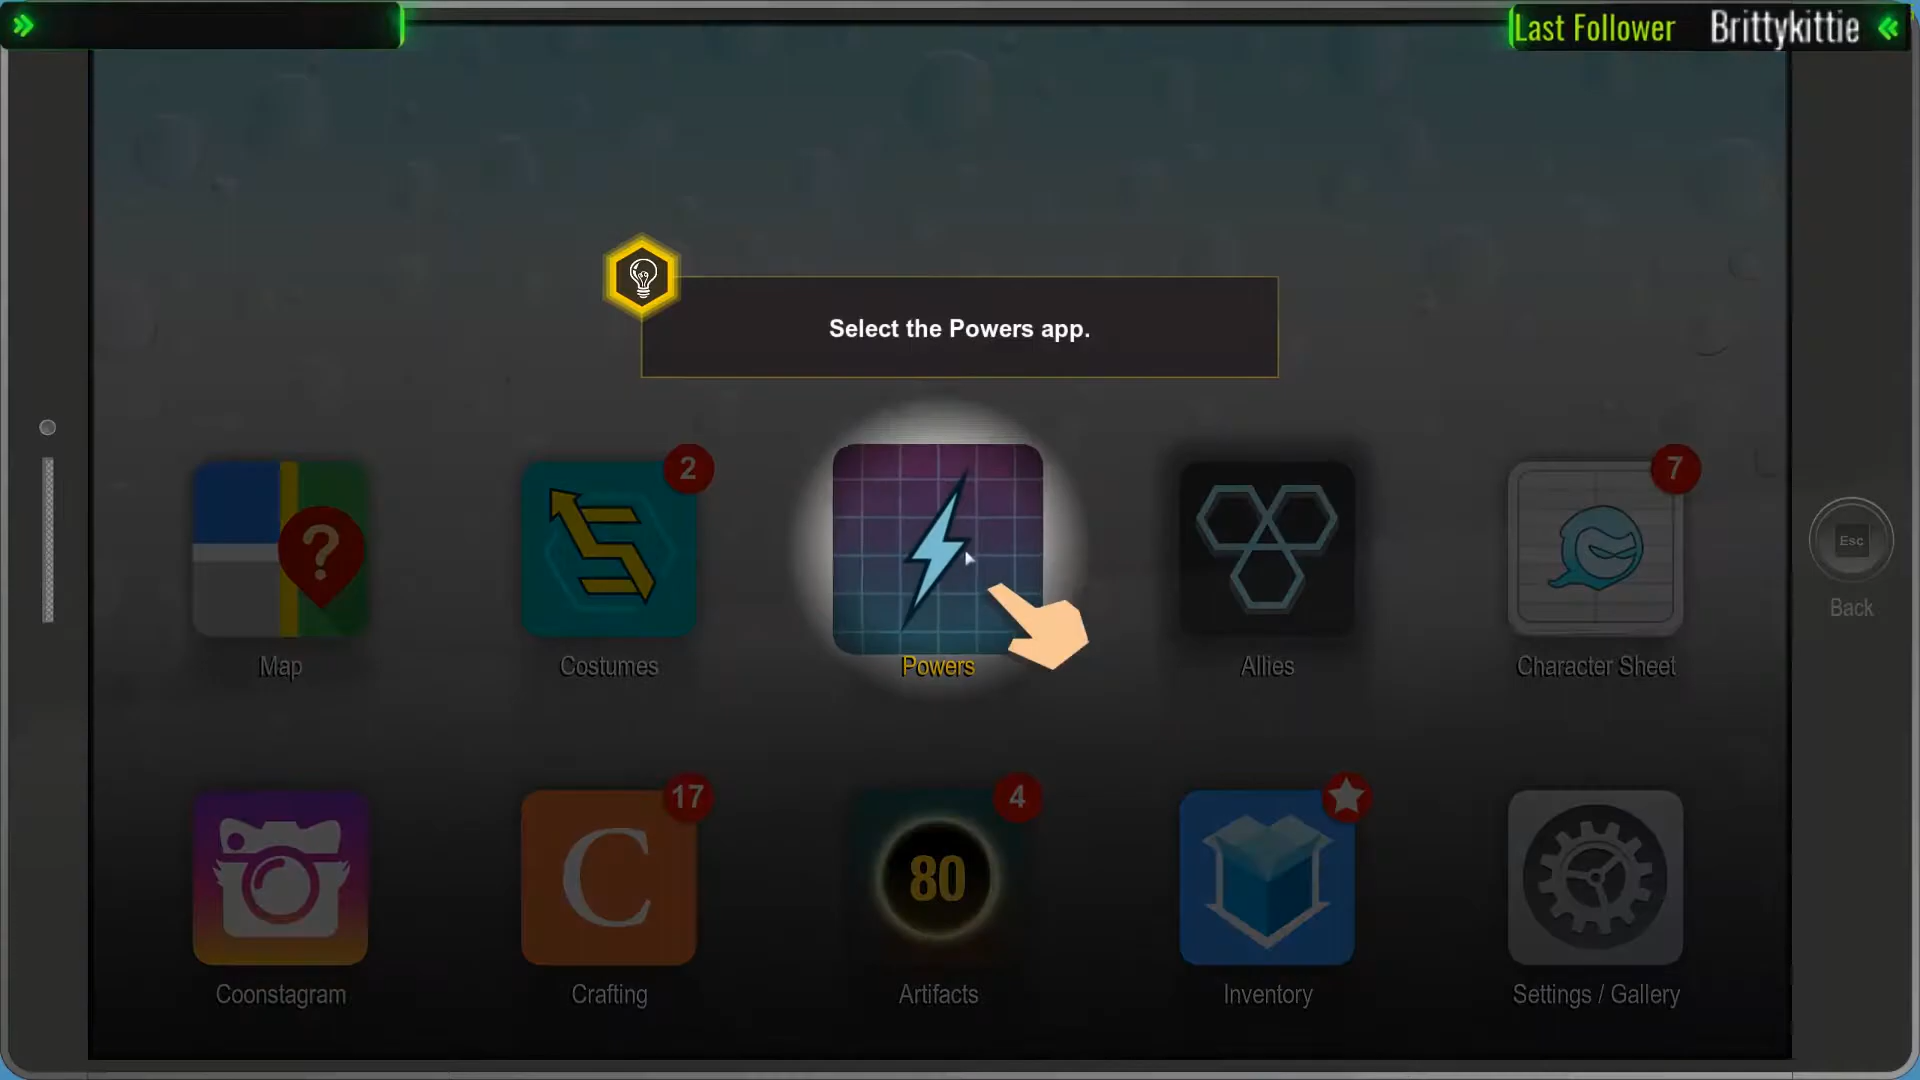 Last Follower Brittykittie
Select the Powers app.
2
7
?
Esc
Back
Map
Costumes
Powers
Allies
Character Sheet
17
4
C
80
Coonstagram
Crafting
Artifacts
Inventory
Settings / Gallery